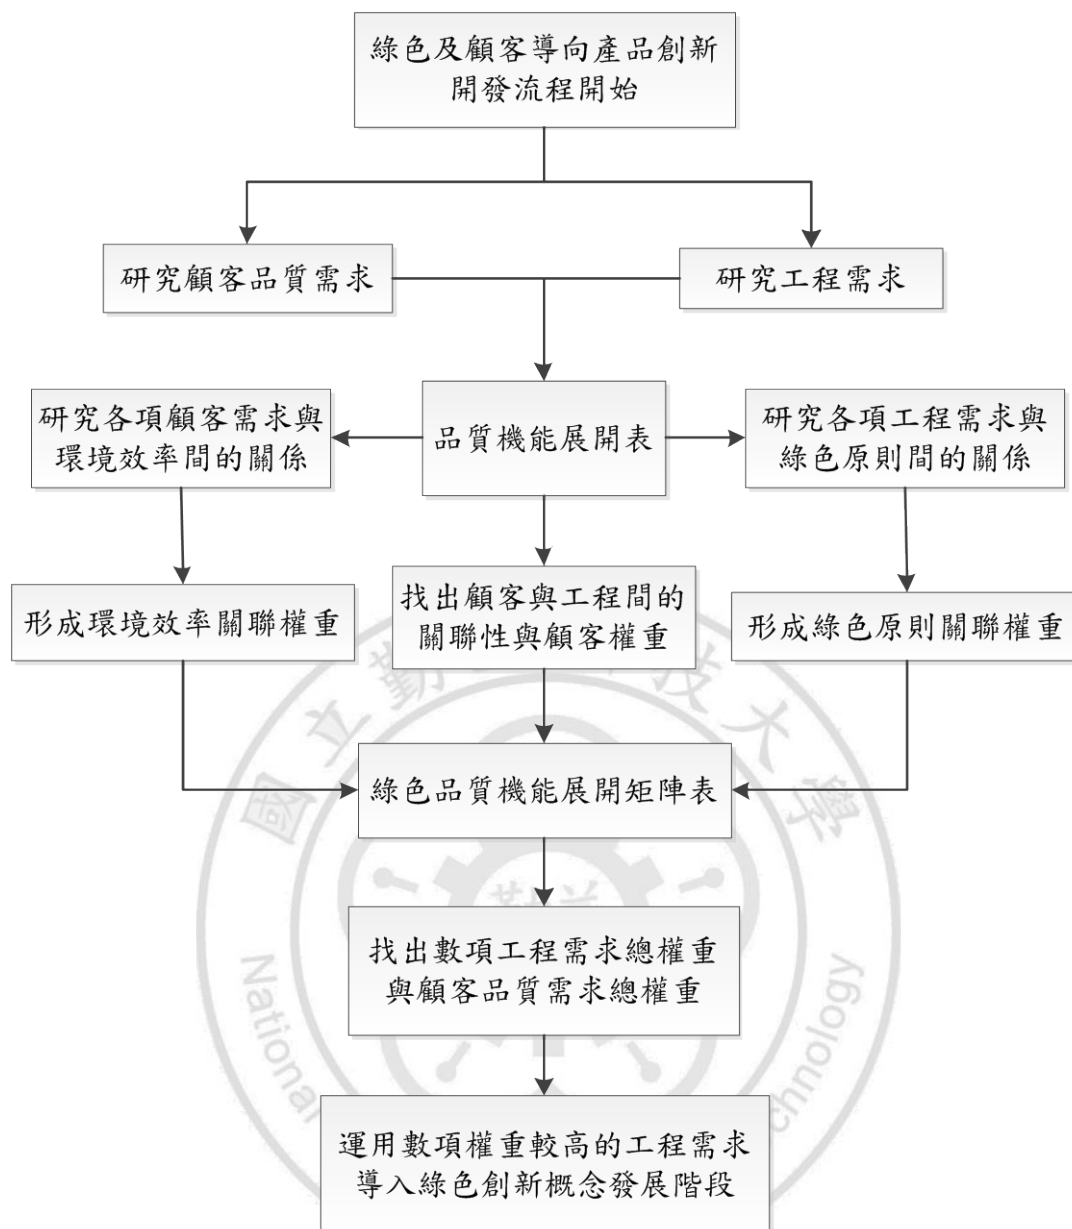 綠色及顧客導向產品創新
開發流程開始
研究顧客品質需求
研究工程需求
研究各項顧客需求與
環境效率間的關係
品質機能展開表
研究各項工程需求與
綠色原則間的關係
形成環境效率關聯權重
找出顧客與工程間的
關聯性與顧客權重
形成綠色原則關聯權重
國立勤技大學
綠色品質機能展開矩陣表
找出數項工程需求總權重
與顧客品質需求總權重
運用數項權重較高的工程需求
導入綠色創新概念發展階段